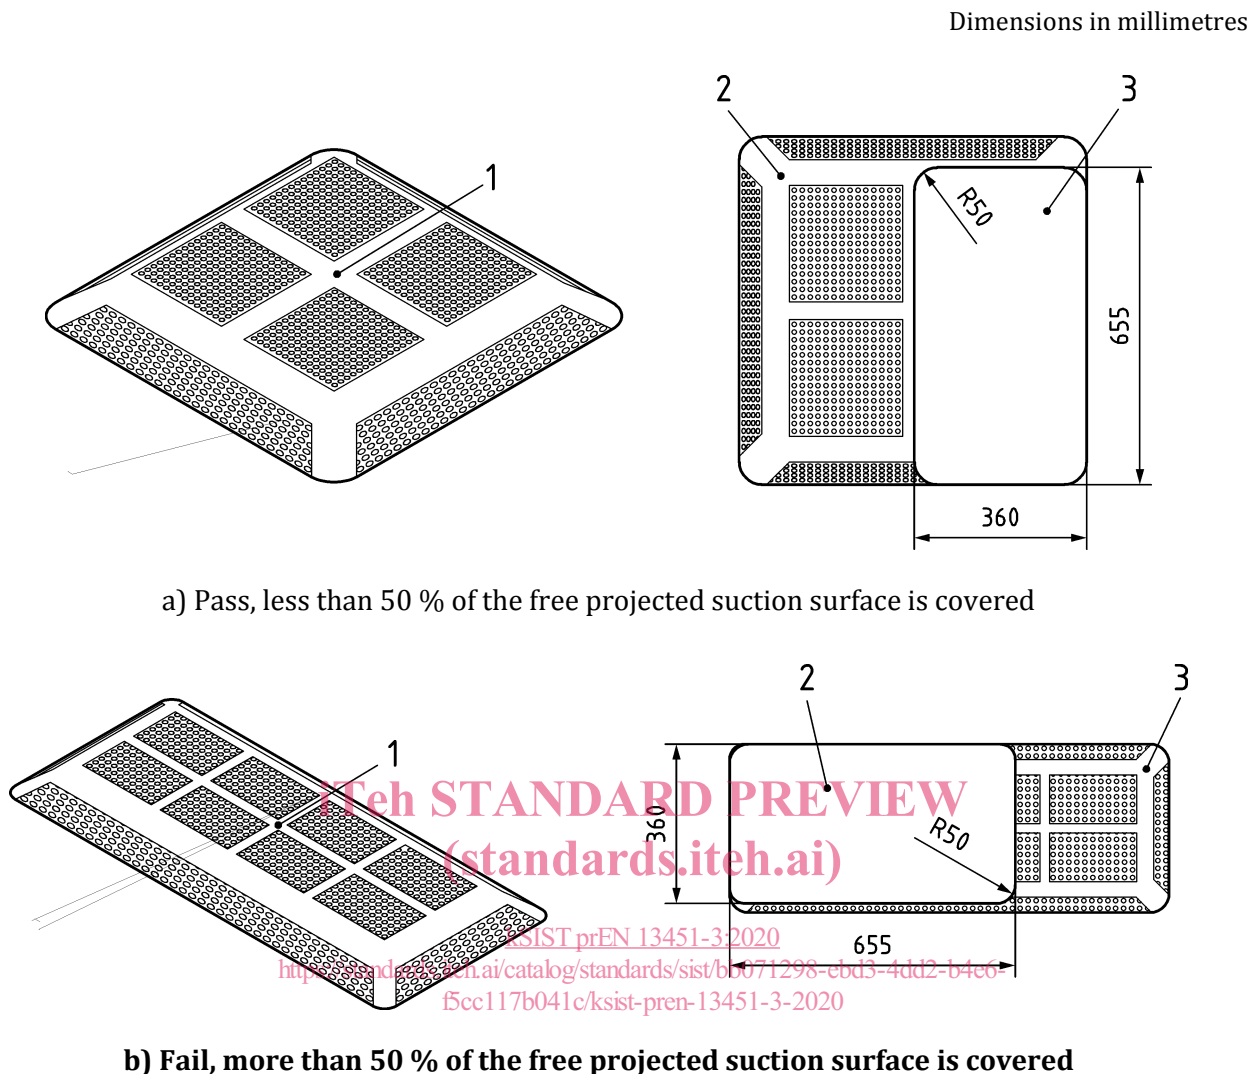 Dimensions in millimetres
2
3
1
R50
655
360
a) Pass, less than 50 % of the free projected suction surface is covered
2
3
1
iTeh STANDARD PREVIEW
360
R50
(standards.iteh.ai)
kSIST prEN 13451-3:2020
655
https://standards.iteh.ai/catalog/standards/sist/bb071298-ebd3-4dd2-b4e6-
f5cc117b041c/ksist-pren-13451-3-2020
b) Fail, more than 50 % of the free projected suction surface is covered